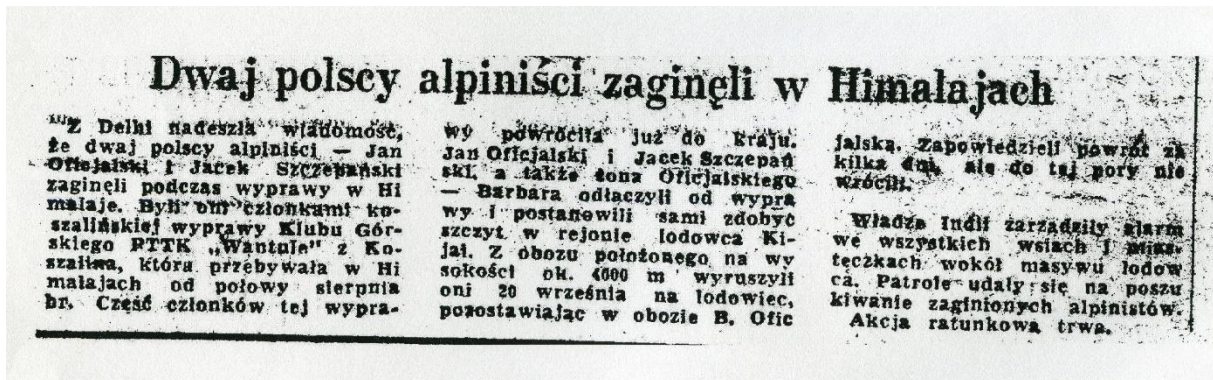 Dwaj polscy alpiniści zaginęli w Himalajach
Z Delhi nadeszła wiadomość,
że dwaj polscy alpiniści — Jan
Oficjalski i Jacek Szczepański
zaginęli podczas wyprawy w Hi
malaje. Byli oni członkami ko-
szalińskiej wyprawy Klubu Gór-
skiego PTTK „Wantule" z Ko-
szalina, która przebywała w Hi
malajach od połowy sierpnia
br. Część członków tej wypra-
wy powróciła już do kraju.
Jan Oficjalski i Jacek Szczepań
ski, a także żona Oficjalskiego
— Barbara odłączyli od wypra
wy i postanowili sami zdobyć
szczyt w rejonie lodowca Ki-
jai. Z obozu położonego na wy
sokości ok. 4000 m wyruszyli
oni 20 września na lodowiec,
pozostawiając w obozie B. Ofic
jalską. Zapowiedzieli powrót za
kilka dni, ale do tej pory nie
wrócili.
Władze Indii zarządziły alarm
we wszystkich wsiach i mias-
teczkach wokół masywu lodow
ca. Patrole udały się na poszu
kiwanie zaginionych alpinistów.
Akcja ratunkowa trwa.